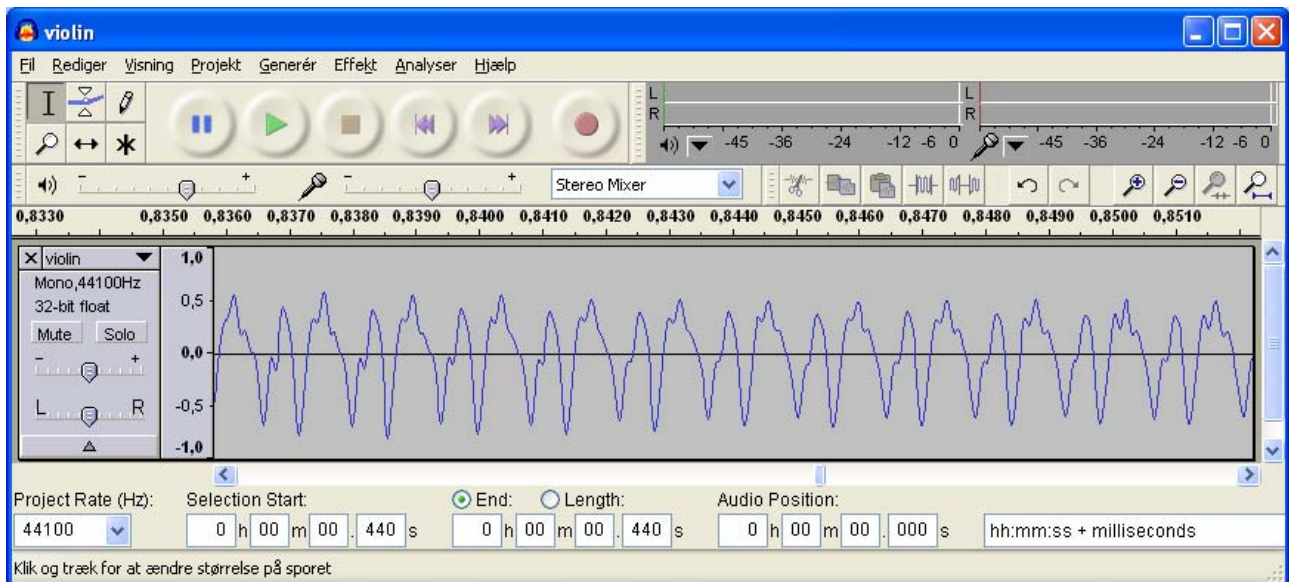 violin
Fil Rediger Visning Projekt Generér Effekt Analyser Hjælp
L L
R R
-45 -36 -24 -12 -6 0 -45 -36 -24 -12 -6 0
- + - + Stereo Mixer
0,8330 0,8350 0,8360 0,8370 0,8380 0,8390 0,8400 0,8410 0,8420 0,8430 0,8440 0,8450 0,8460 0,8470 0,8480 0,8490 0,8500 0,8510
X violin 1,0
Mono,44100Hz
32-bit float 0,5
Mute Solo
- + 0,0
L R -0,5
-1,0
Project Rate (Hz): Selection Start: End: Length: Audio Position:
44100 0 h 00 m 00 . 440 s 0 h 00 m 00 . 440 s 0 h 00 m 00 . 000 s hh:mm:ss + milliseconds
Klik og træk for at ændre størrelse på sporet